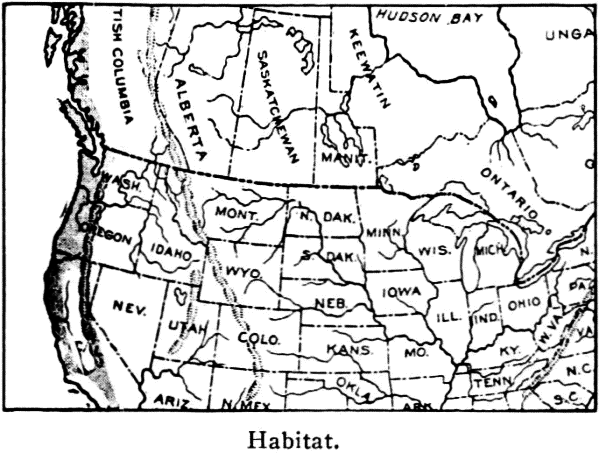 HUDSON BAY
UNGA
TISH COLUMBIA
ALBERTA
SASKATCHEWAN
KEEWATIN
MANIT.
ONTARIO
WASH.
MONT.
N. DAK.
MINN.
OREGON
IDAHO
S. DAK.
WIS.
MICH.
N.
WYO.
NEB.
IOWA
PA.
NEV.
UTAH
COLO.
KANS.
MO.
ILL.
IND.
OHIO
W. VA.
VA.
KY.
ARIZ.
N. MEX.
OKLA.
ARK.
TENN.
N.C.
S.C.
Habitat.